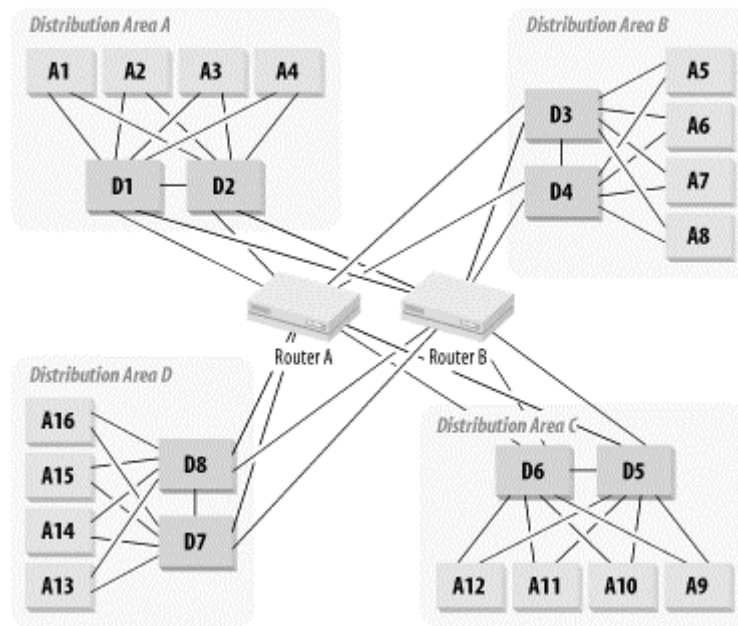 Distribution Area A
A1 A2 A3 A4
D1 D2
Distribution Area B
D3
D4
A5
A6
A7
A8
Router A
Router B
Distribution Area D
A16
A15
A14
A13
D8
D7
Distribution Area C
D6 D5
A12 A11 A10 A9